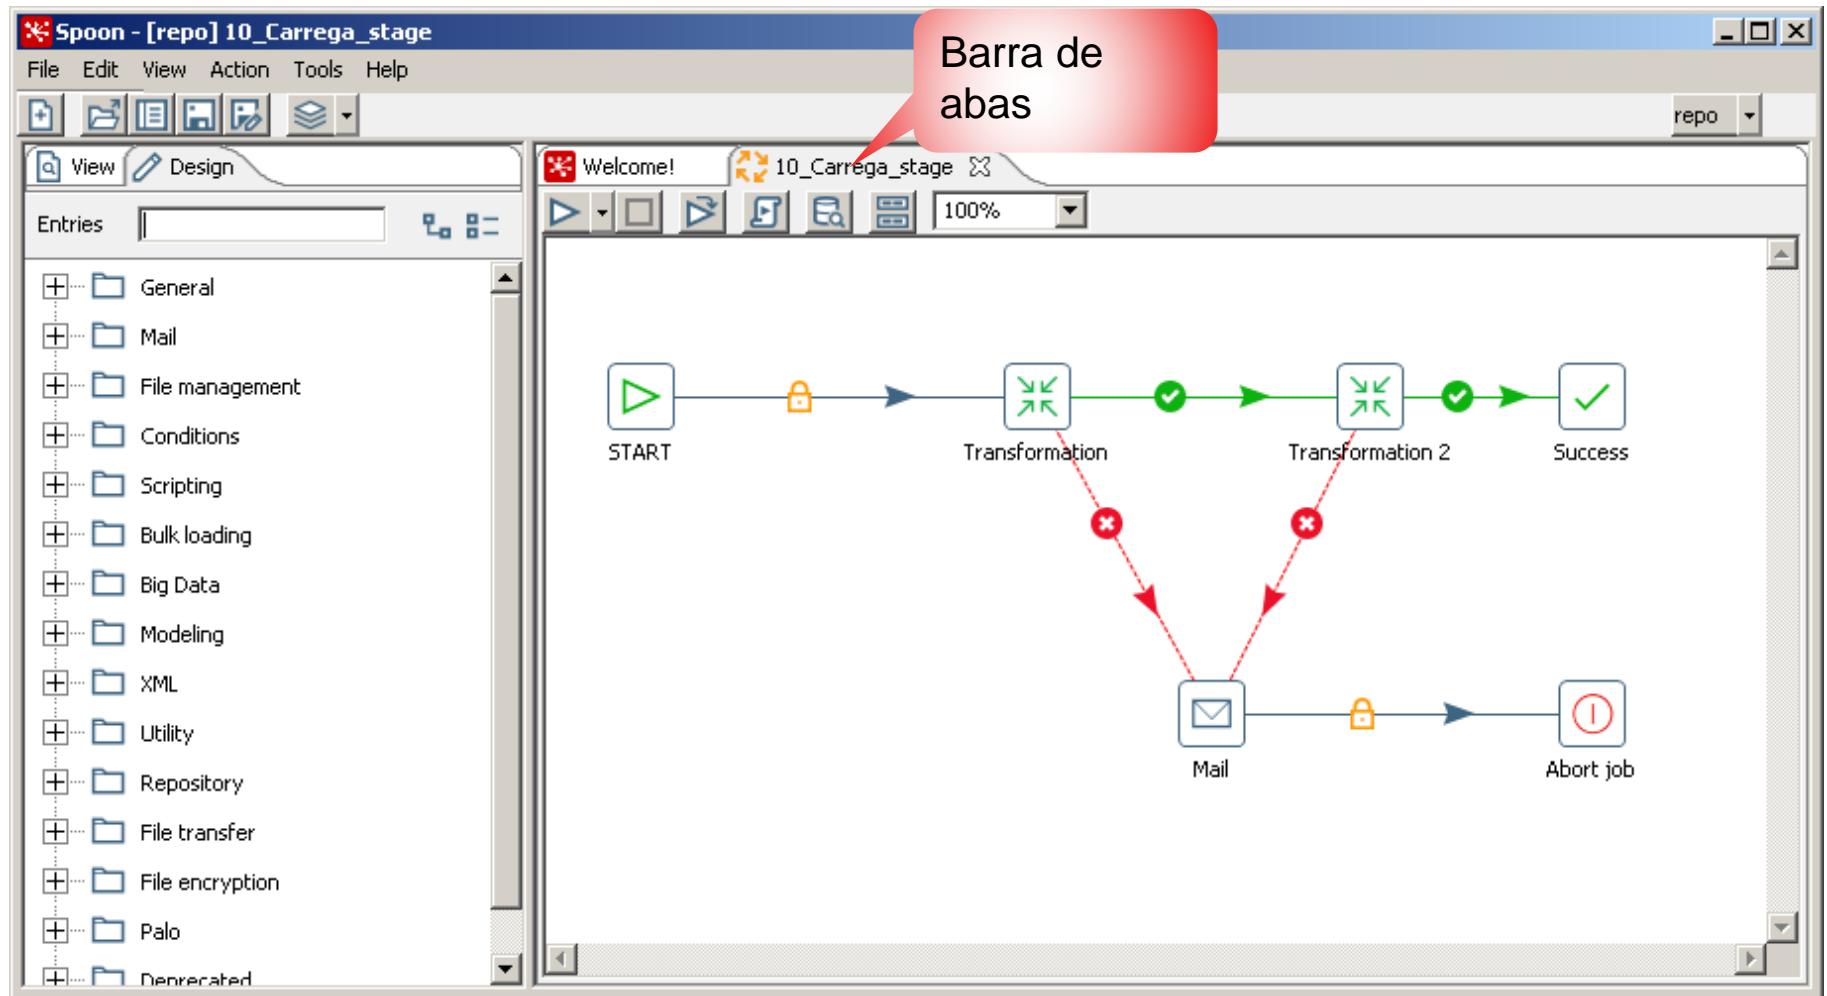 Spoon - [repo] 10_Carrega_stage
Barra de
abas
File Edit View Action Tools Help
repo
View Design
Welcome! 10_Carrega_stage
Entries
100%
General
Mail
File management
Conditions
Scripting
Bulk loading
Big Data
Modeling
XML
Utility
Repository
File transfer
File encryption
Palo
Deprecated
START Transformation Transformation 2 Success
Mail Abort job